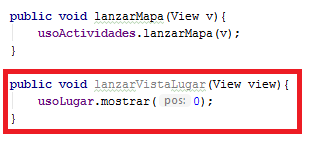 public void lanzarMapa(View v){
usoActividades.lanzarMapa(v);
}
public void lanzarVistaLugar(View view){
usoLugar.mostrar( pos: 0);
}